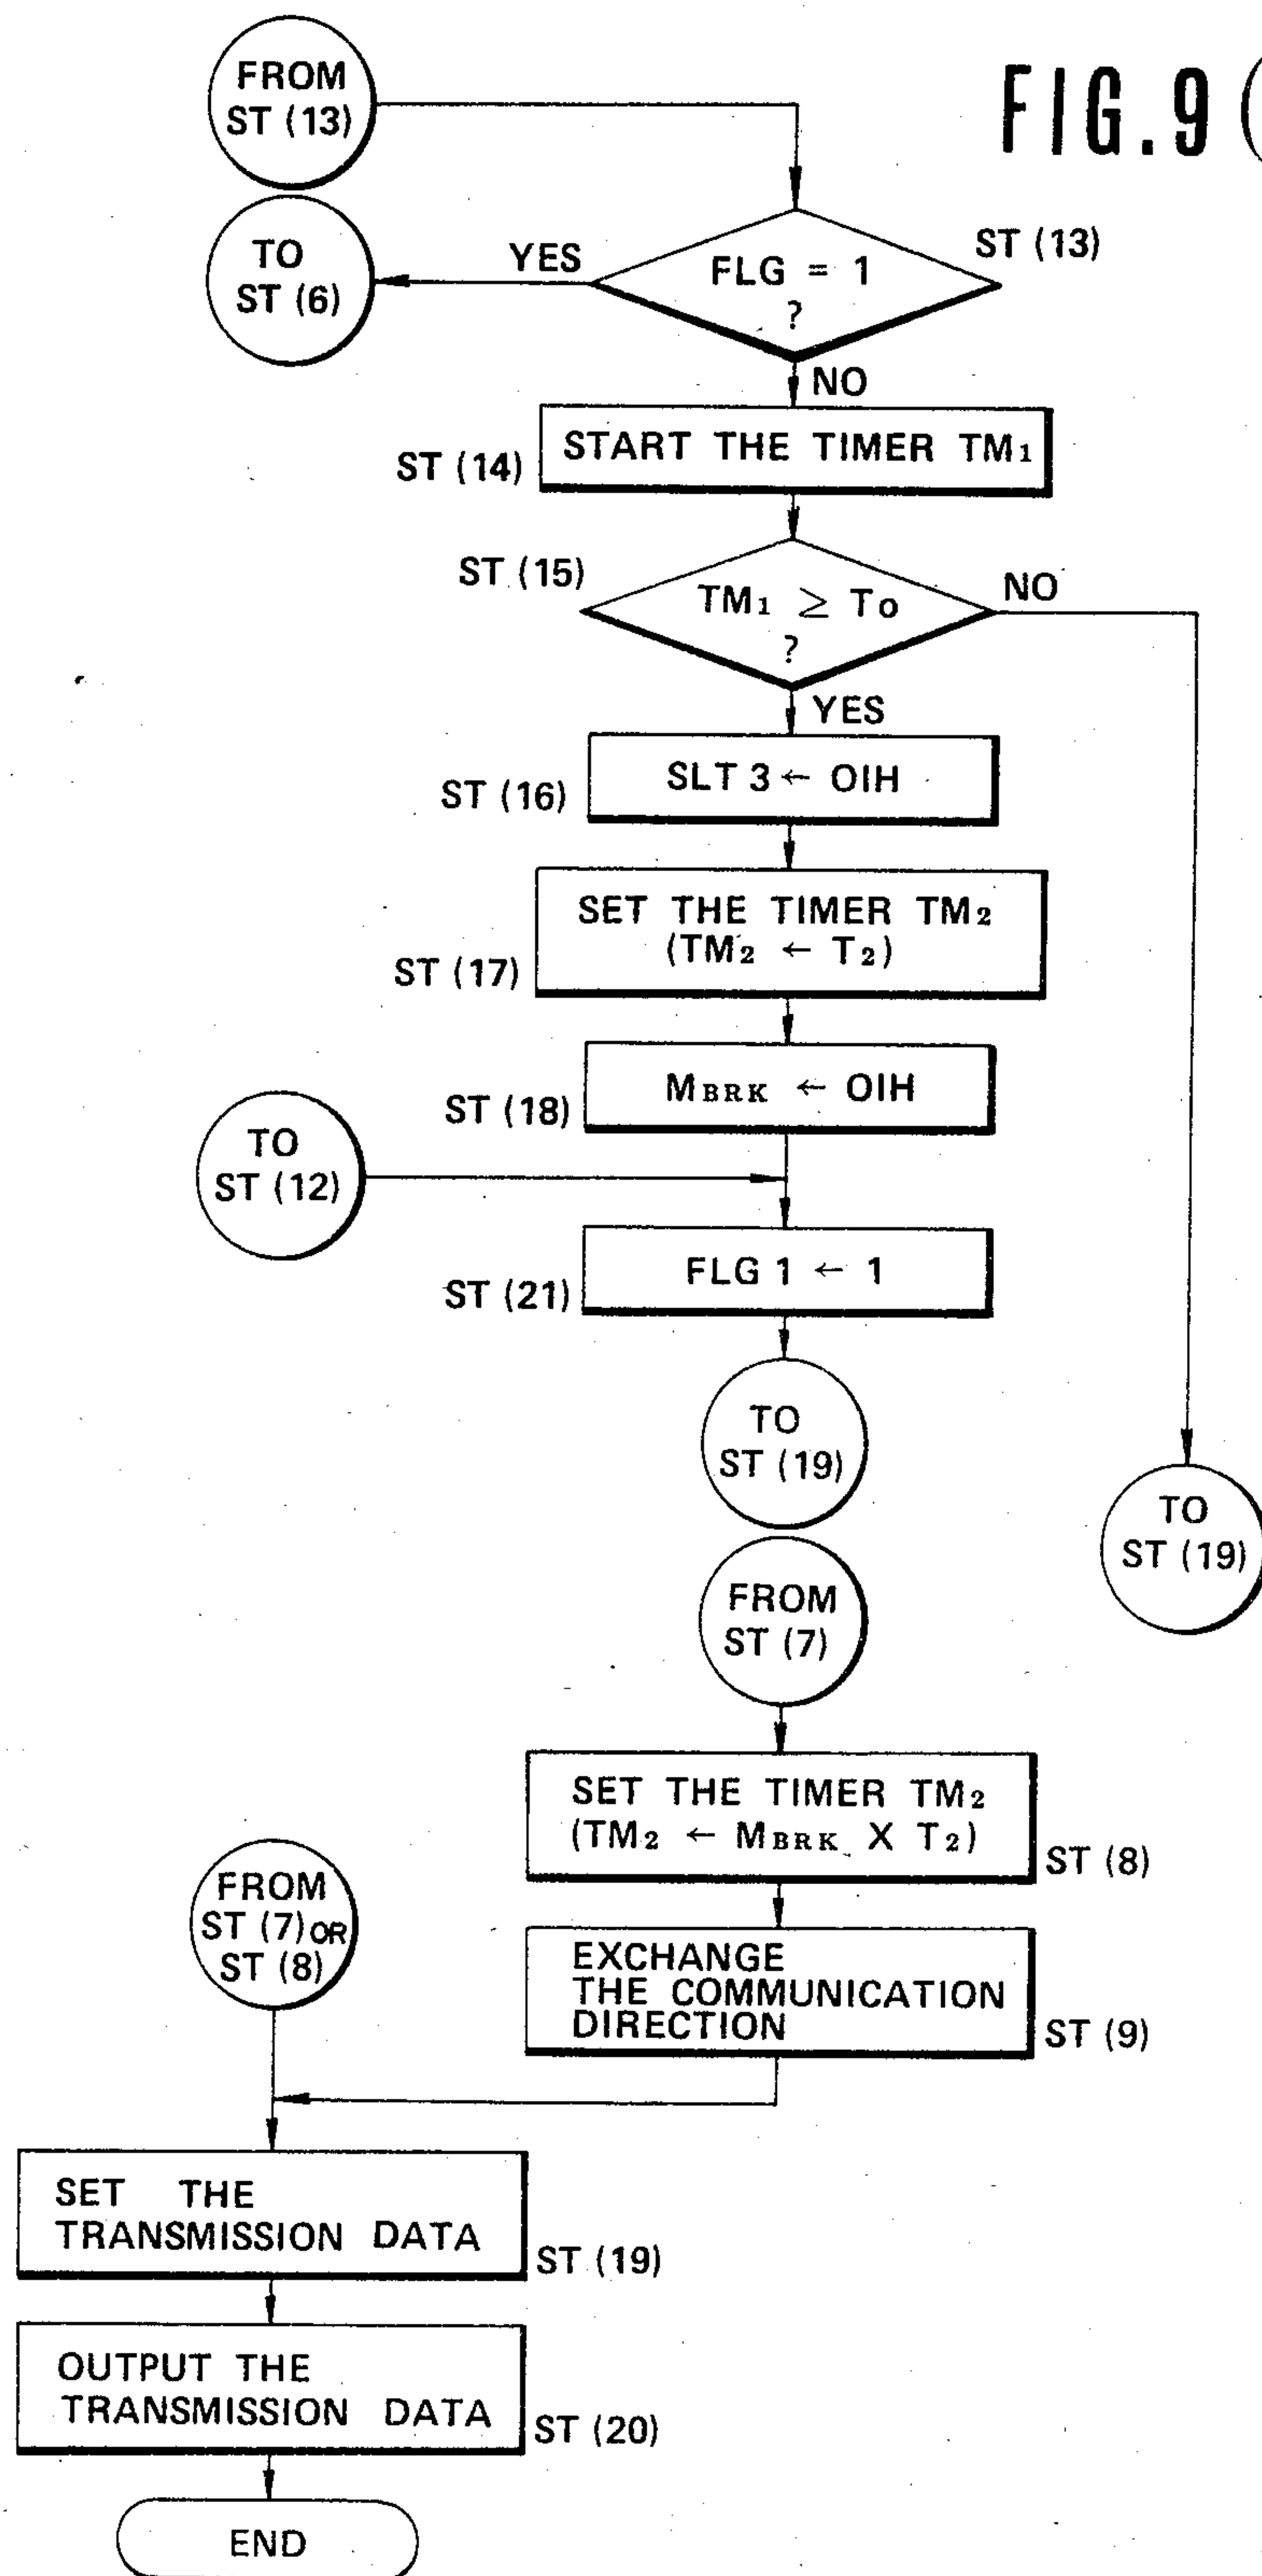 FIG. 9 (
FROM
ST (13)
TO
ST (6)
YES
FLG = 1
?
ST (13)
NO
START THE TIMER TM1
ST (14)
ST (15)
TM1 ≥ To
?
NO
YES
SLT 3 ← OIH
ST (16)
SET THE TIMER TM2
(TM2 ← T2)
ST (17)
MBRK ← OIH
ST (18)
TO
ST (12)
FLG 1 ← 1
ST (21)
TO
ST (19)
TO
ST (19)
FROM
ST (7)
SET THE TIMER TM2
(TM2 ← MBRK X T2)
ST (8)
FROM
ST (7) OR
ST (8)
EXCHANGE
THE COMMUNICATION
DIRECTION
ST (9)
SET THE
TRANSMISSION DATA
ST (19)
OUTPUT THE
TRANSMISSION DATA
ST (20)
END